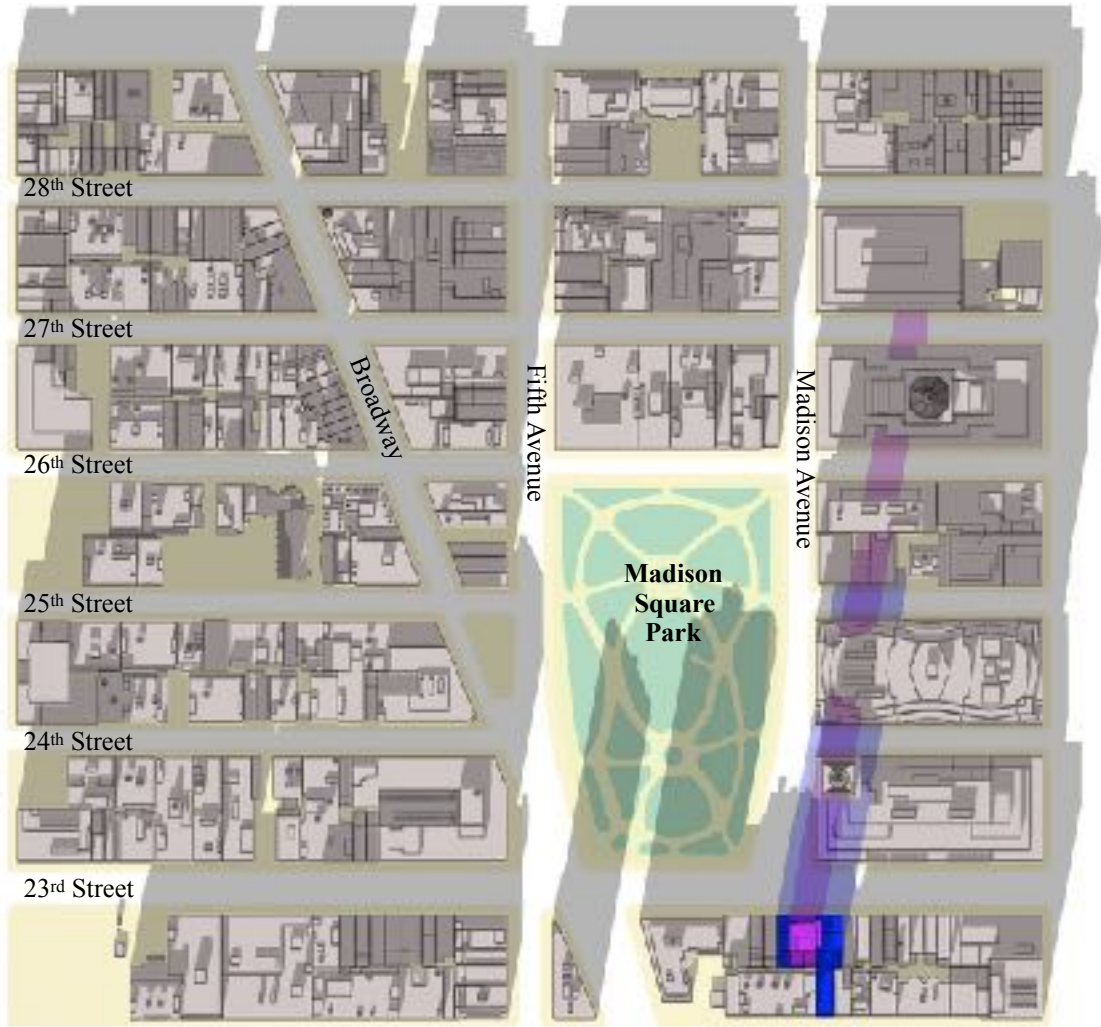 28th Street
27th Street
Broadway
Fifth Avenue
Madison Avenue
26th Street
Madison
Square
Park
25th Street
24th Street
23rd Street